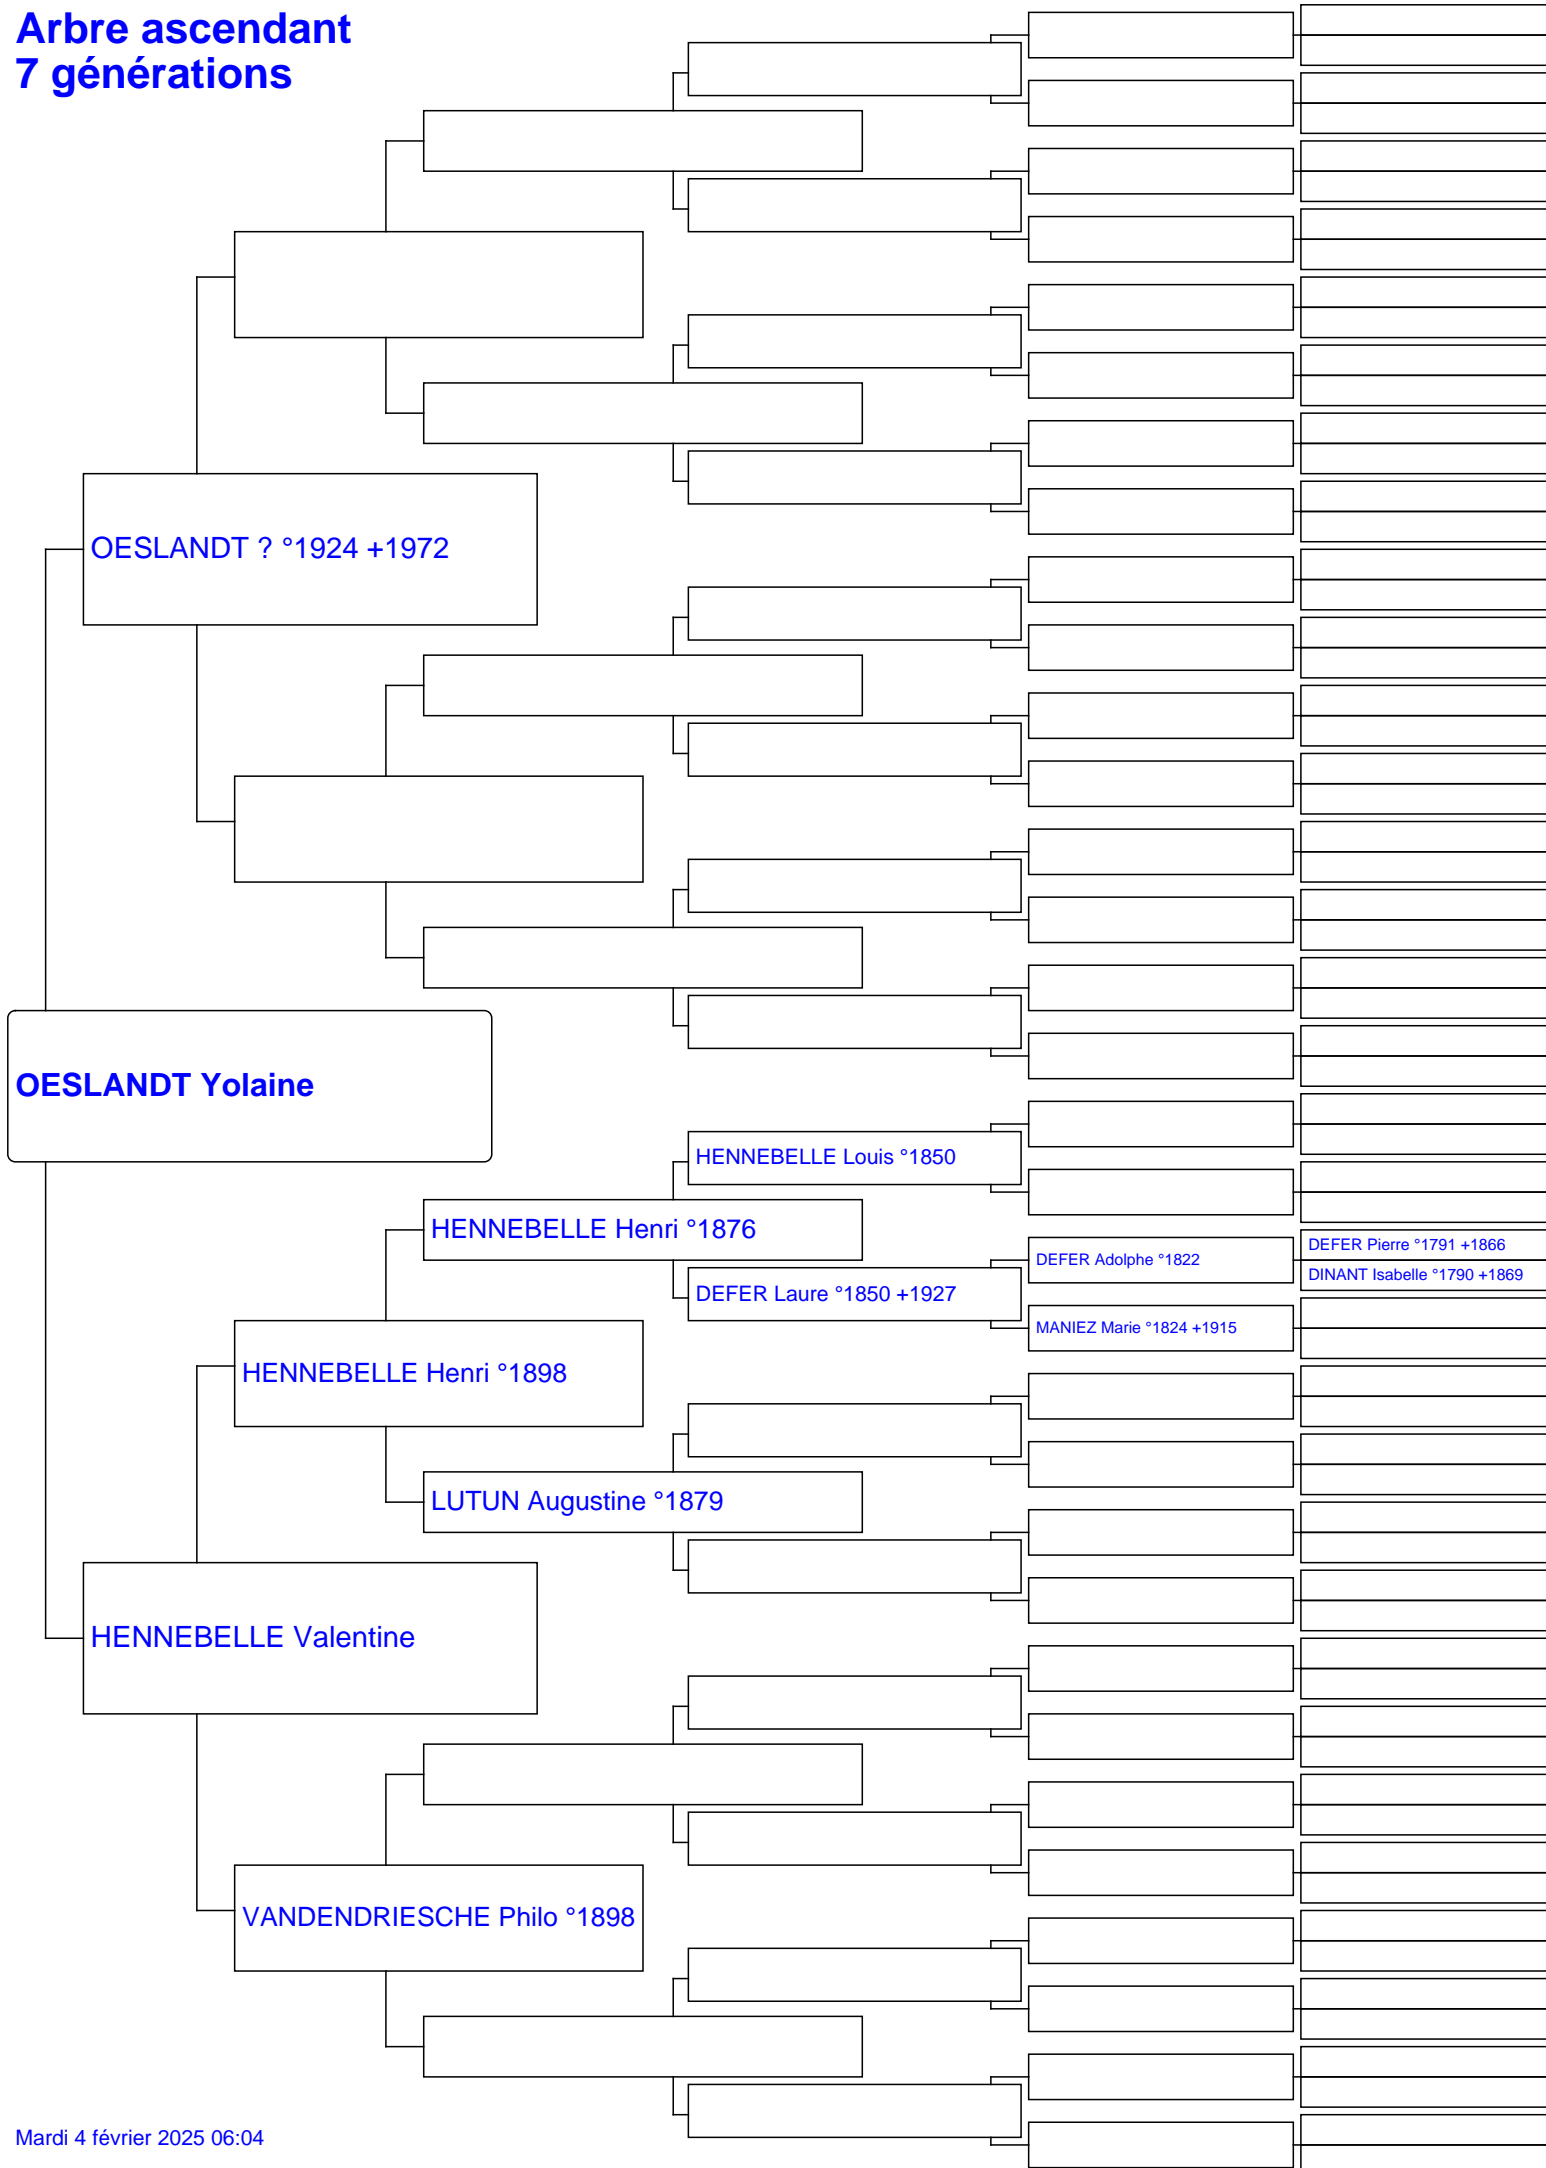 Arbre ascendant
7 générations
OESLANDT ? °1924 +1972
OESLANDT Yolaine
HENNEBELLE Louis °1850
HENNEBELLE Henri °1876
DEFER Pierre °1791 +1866
DEFER Adolphe °1822
DINANT Isabelle °1790 +1869
DEFER Laure °1850 +1927
MANIEZ Marie °1824 +1915
HENNEBELLE Henri °1898
LUTUN Augustine °1879
HENNEBELLE Valentine
VANDENDRIESCHE Philo °1898
Mardi 4 février 2025 06:04